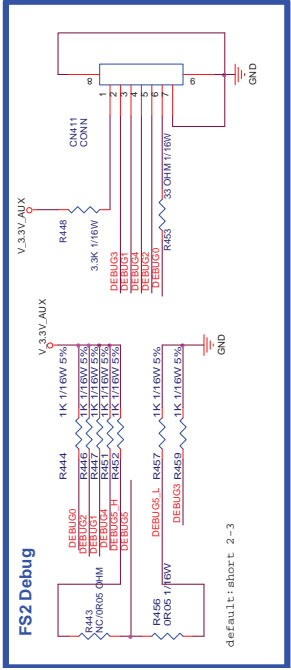 FS2 Debug
V_3.3V_AUX
R444 1K 1/16W 5%
R446 1K 1/16W 5%
R447 1K 1/16W 5%
R451 1K 1/16W 5%
R452 1K 1/16W 5%
DEBUG0
DEBUG2
DEBUG1
DEBUG4
DEBUG5_H
DEBUG5
R443
NC/0R05 OHM
R456
0R05 1/16W
DEBUG5_L
R457 1K 1/16W 5%
DEBUG3
R459 1K 1/16W 5%
GND
default:short 2-3
V_3.3V_AUX
R448
3.3K 1/16W
CN411
CONN
8
1
2
3
4
5
6
7
9
DEBUG3
DEBUG1
DEBUG4
DEBUG2
DEBUG0
33 OHM 1/16W
R453
GND